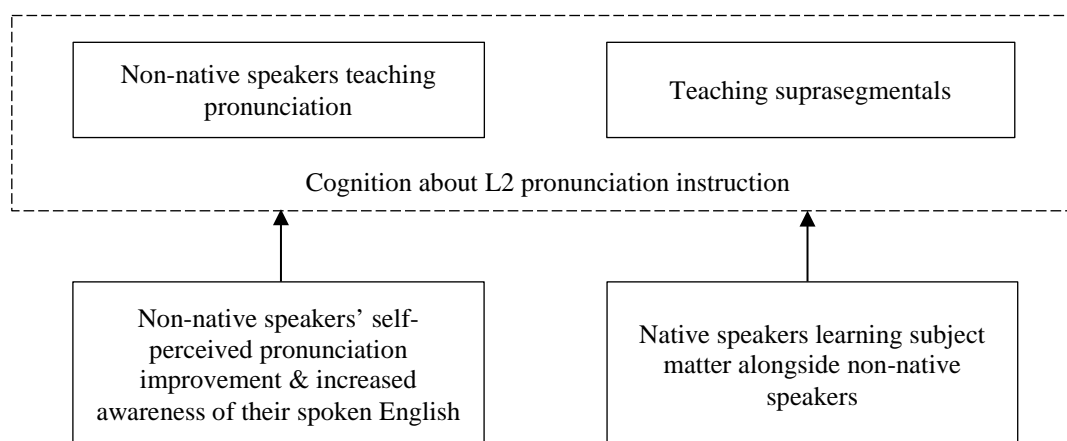 Non-native speakers teaching
pronunciation
Teaching suprasegmentals
Cognition about L2 pronunciation instruction
Non-native speakers’ self-
perceived pronunciation
improvement & increased
awareness of their spoken English
Native speakers learning subject
matter alongside non-native
speakers